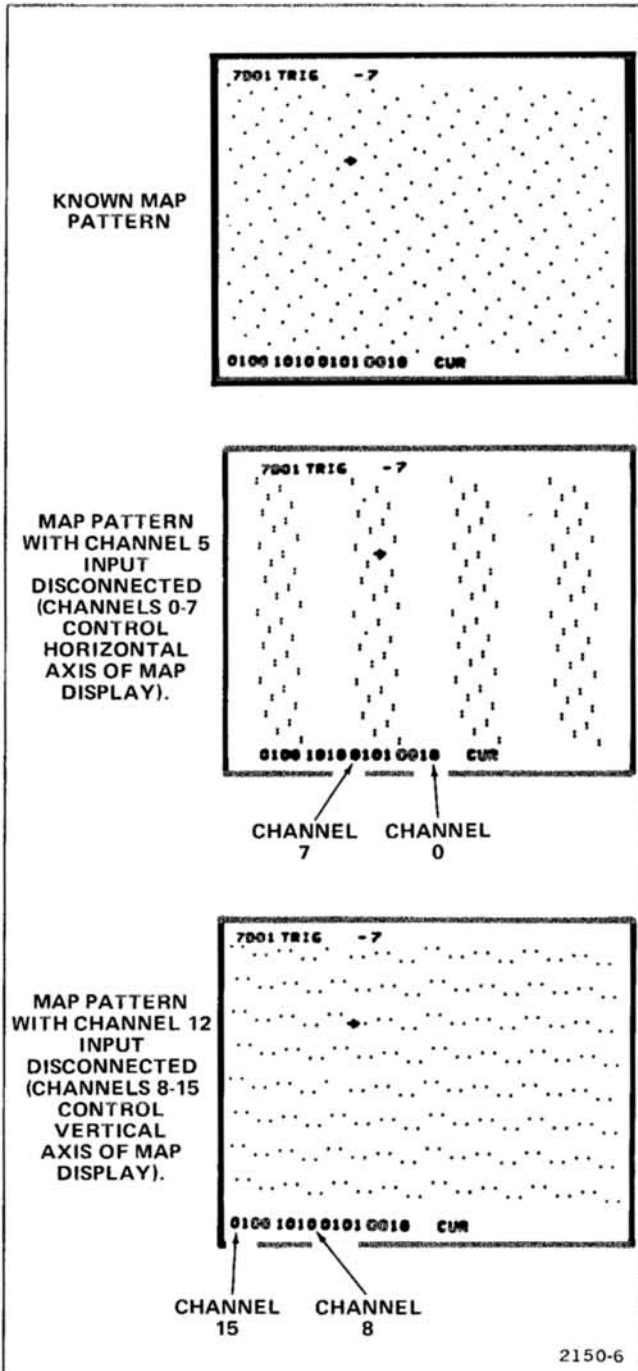 7D01 TRIG -7
KNOWN MAP
PATTERN
0100 1010 0101 0010 CUR
7D01 TRIG -7
MAP PATTERN
WITH CHANNEL 5
INPUT
DISCONNECTED
(CHANNELS 0-7
CONTROL
HORIZONTAL
AXIS OF MAP
DISPLAY).
0100 1010 0101 0010 CUR
CHANNEL CHANNEL
7 0
7D01 TRIG -7
MAP PATTERN
WITH CHANNEL 12
INPUT
DISCONNECTED
(CHANNELS 8-15
CONTROL
VERTICAL
AXIS OF MAP
DISPLAY).
0100 1010 0101 0010 CUR
CHANNEL CHANNEL
15 8
2150-6